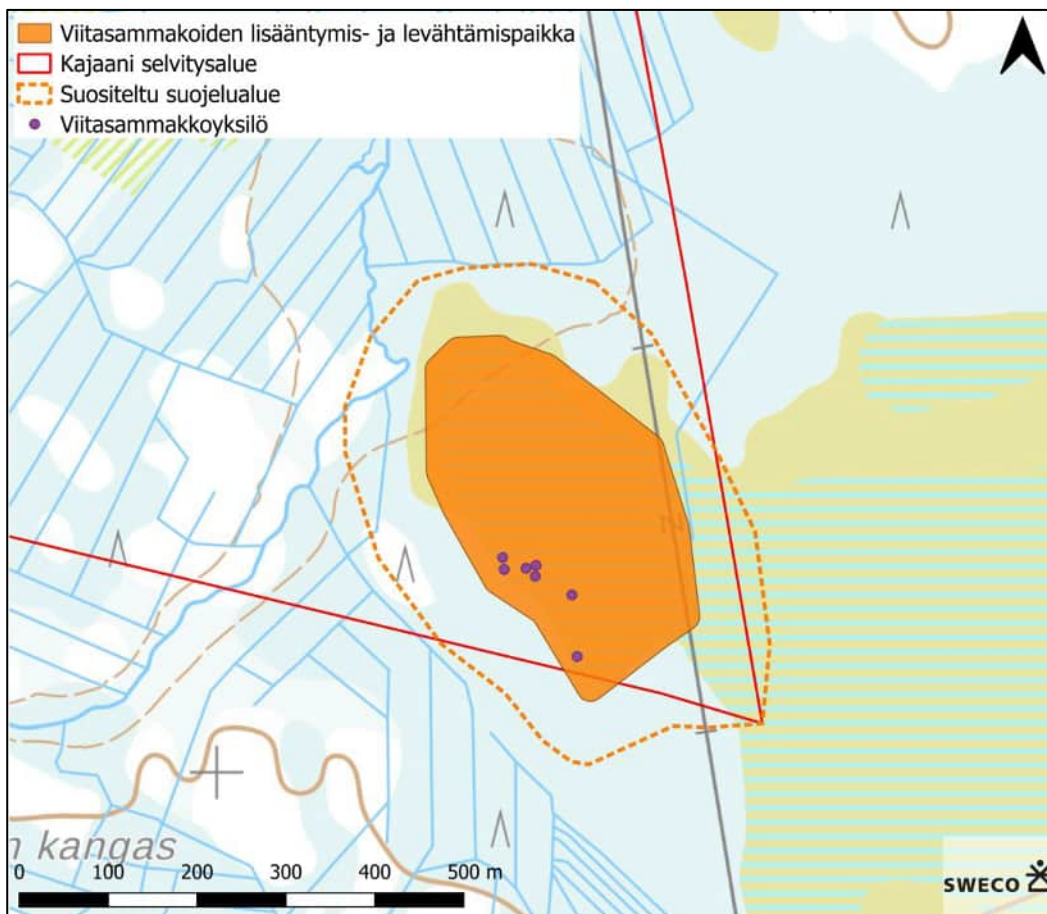 Viitasammakoiden lisääntymis- ja levähtämispaikka
Kajaani selvitysalue
Suositeltu suojelualue
Viitasammakkoyksilö
n kangas
0 100 200 300 400 500 m
SWECO